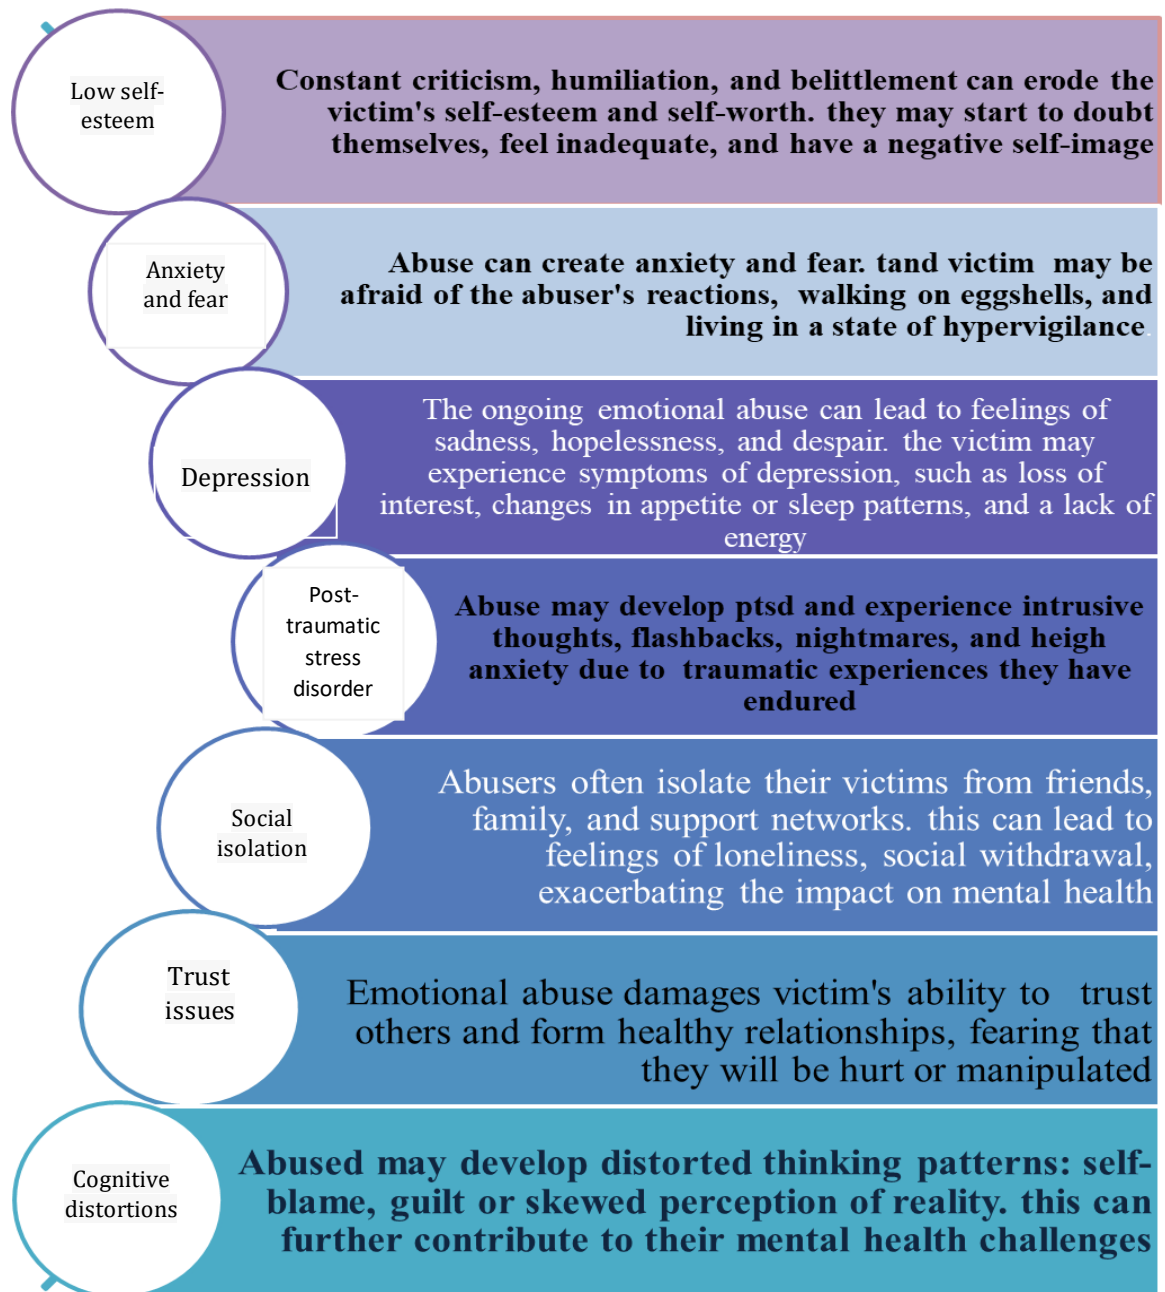 Low self-
esteem
Constant criticism, humiliation, and belittlement can erode the
victim's self-esteem and self-worth. they may start to doubt
themselves, feel inadequate, and have a negative self-image
Anxiety
and fear
Abuse can create anxiety and fear. tand victim may be
afraid of the abuser's reactions, walking on eggshells, and
living in a state of hypervigilance.
Depression
The ongoing emotional abuse can lead to feelings of
sadness, hopelessness, and despair. the victim may
experience symptoms of depression, such as loss of
interest, changes in appetite or sleep patterns, and a lack of
energy
Post-
traumatic
stress
disorder
Abuse may develop ptsd and experience intrusive
thoughts, flashbacks, nightmares, and heigh
anxiety due to traumatic experiences they have
endured
Social
isolation
Abusers often isolate their victims from friends,
family, and support networks. this can lead to
feelings of loneliness, social withdrawal,
exacerbating the impact on mental health
Trust
issues
Emotional abuse damages victim's ability to trust
others and form healthy relationships, fearing that
they will be hurt or manipulated
Cognitive
distortions
Abused may develop distorted thinking patterns: self-
blame, guilt or skewed perception of reality. this can
further contribute to their mental health challenges